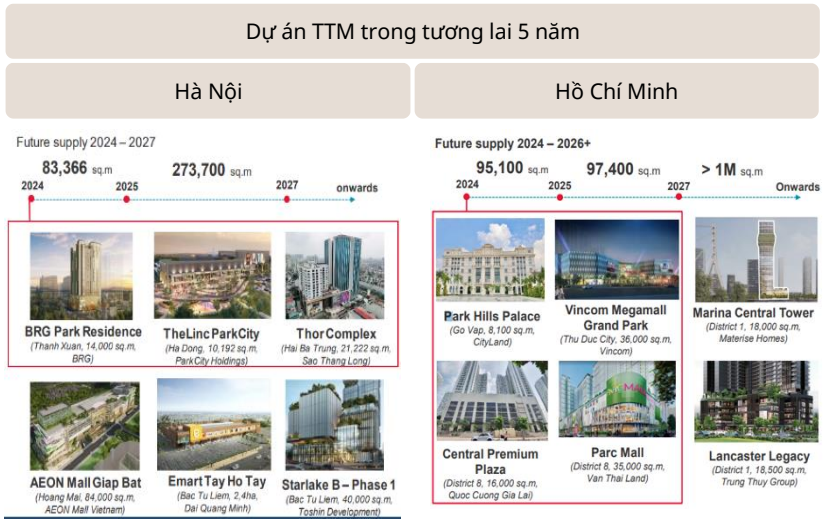 Dự án TTM trong tương lai 5 năm
Hà Nội
Hồ Chí Minh
Future supply 2024 – 2027
83,366 sq.m
273,700 sq.m
2024
2025
2027
onwards
BRG Park Residence
(Thanh Xuan, 14,000 sq.m,
BRG)
TheLinc ParkCity
(Ha Dong, 10,192 sq.m,
ParkCity Holdings)
Thor Complex
(Hai Ba Trung, 21,222 sq.m,
Sao Thang Long)
AEON Mall Giap Bat
(Hoang Mai, 84,000 sq.m,
AEON Mall Vietnam)
Emart Tay Ho Tay
(Bac Tu Liem, 2,4ha,
Dai Quang Minh)
Starlake B – Phase 1
(Bac Tu Liem, 40,000 sq.m,
Toshin Development)
Future supply 2024 – 2026+
95,100 sq.m
97,400 sq.m
> 1M sq.m
2024
2025
2027
Onwards
Park Hills Palace
(Go Vap, 8,100 sq.m,
CityLand)
Vincom Megamall
Grand Park
(Thu Duc City, 36,000 sq.m,
Vincom)
Marina Central Tower
(District 1, 18,000 sq.m,
Materise Homes)
Central Premium
Plaza
(District 8, 16,000 sq.m,
Quoc Cuong Gia Lai)
Parc Mall
(District 8, 35,000 sq.m,
Van Thai Land)
Lancaster Legacy
(District 1, 18,500 sq.m,
Trung Thuy Group)